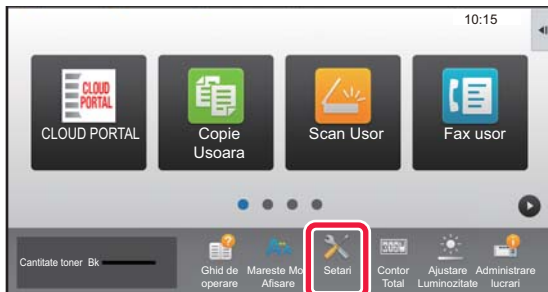 10:15
CLOUD
PORTAL
CLOUD PORTAL
Copie
Usoara
Scan Usor
Fax usor
Cantitate toner Bk
Ghid de
operare
Mareste Mo
Afisare
Setari
Contor
Total
Ajustare
Luminozitate
Administrare
lucrari